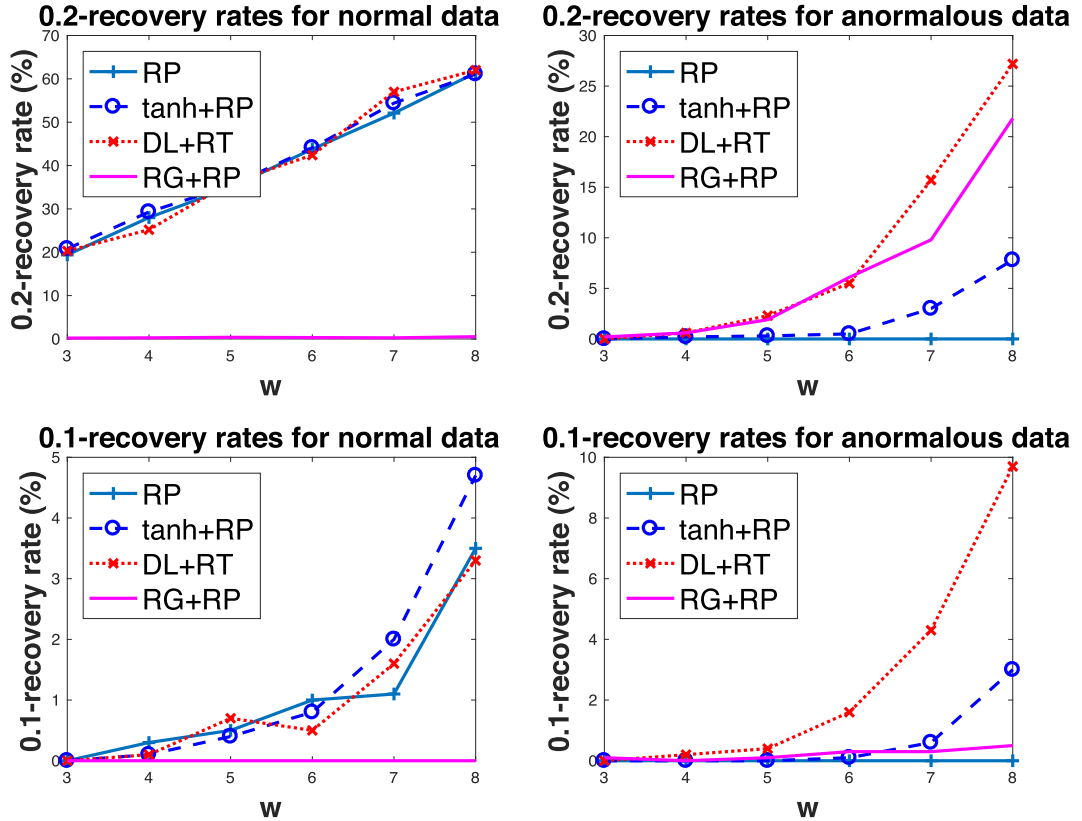 0.2-recovery rates for normal data
70
60
50
40
30
20
10
0
0.2-recovery rate (%)
RP
tanh+RP
DL+RT
RG+RP
3 4 5 6 7 8
w
0.2-recovery rates for anormalous data
30
25
20
15
10
5
0
0.2-recovery rate (%)
RP
tanh+RP
DL+RT
RG+RP
3 4 5 6 7 8
w
0.1-recovery rates for normal data
5
4
3
2
1
0
0.1-recovery rate (%)
RP
tanh+RP
DL+RT
RG+RP
3 4 5 6 7 8
w
0.1-recovery rates for anormalous data
10
8
6
4
2
0
0.1-recovery rate (%)
RP
tanh+RP
DL+RT
RG+RP
3 4 5 6 7 8
w